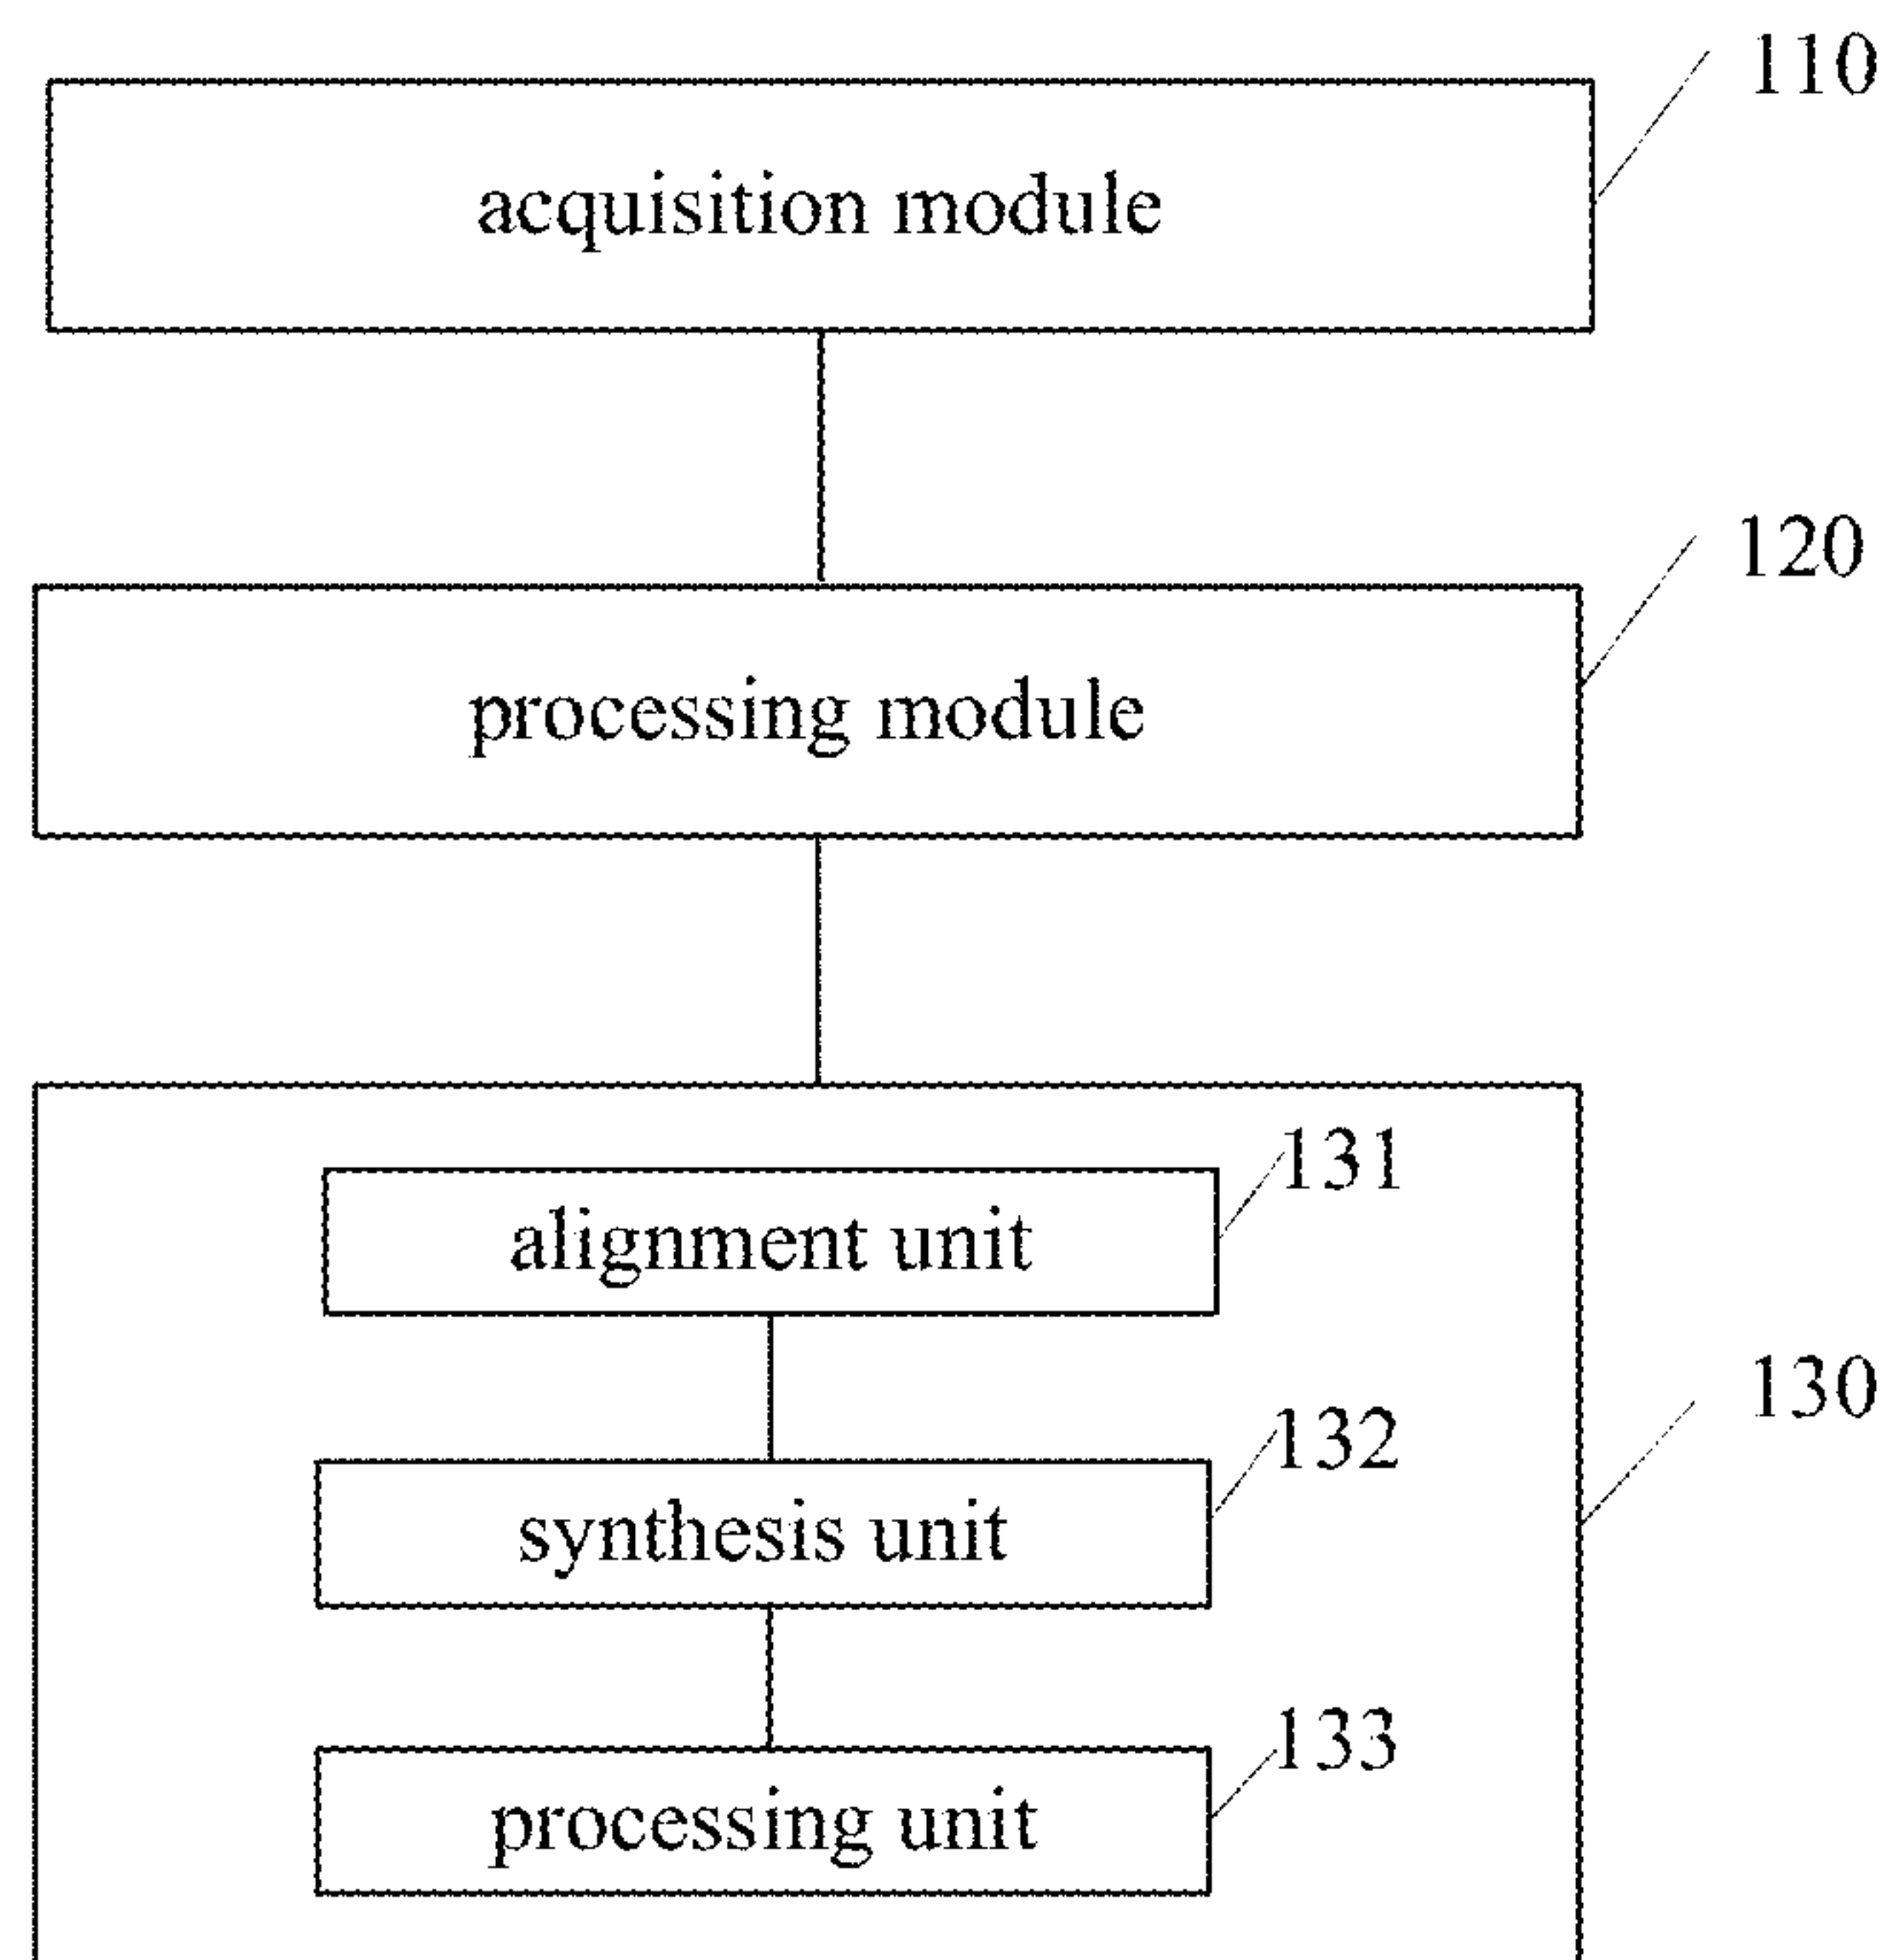 110
acquisition module
120
processing module
131
alignment unit
130
132
synthesis unit
133
processing unit